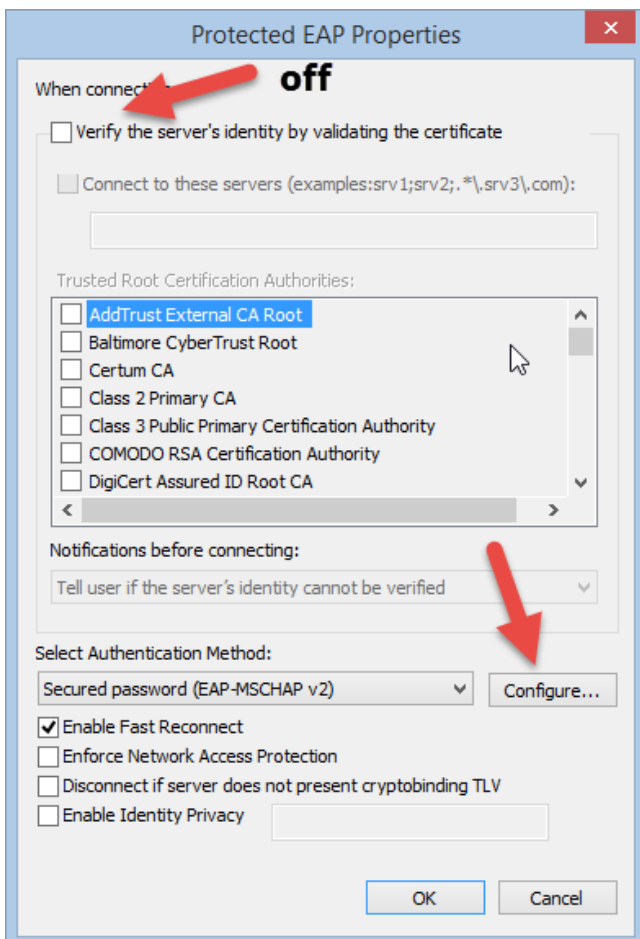 Protected EAP Properties
off
When connecti
Verify the server's identity by validating the certificate
Connect to these servers (examples:srv1;srv2;.*\.srv3\.com):
Trusted Root Certification Authorities:
AddTrust External CA Root
Baltimore CyberTrust Root
Certum CA
Class 2 Primary CA
Class 3 Public Primary Certification Authority
COMODO RSA Certification Authority
DigiCert Assured ID Root CA
Notifications before connecting:
Tell user if the server's identity cannot be verified
Select Authentication Method:
Secured password (EAP-MSCHAP v2)
Configure...
Enable Fast Reconnect
Enforce Network Access Protection
Disconnect if server does not present cryptobinding TLV
Enable Identity Privacy
OK
Cancel